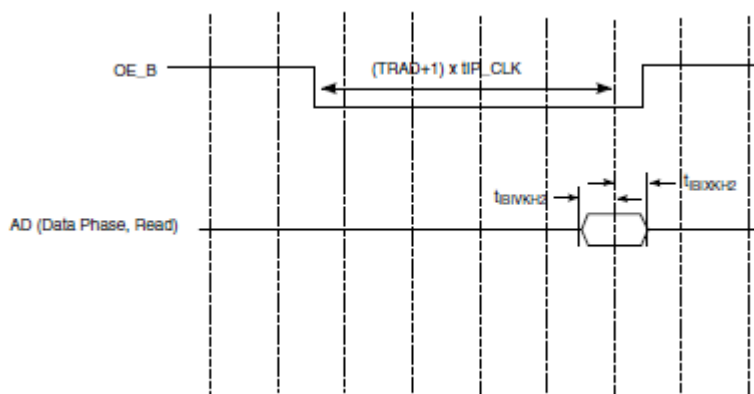 OE_B
(TRAD+1) x tIP_CLK
tIBIVKH2
tIBIXKH2
AD (Data Phase, Read)